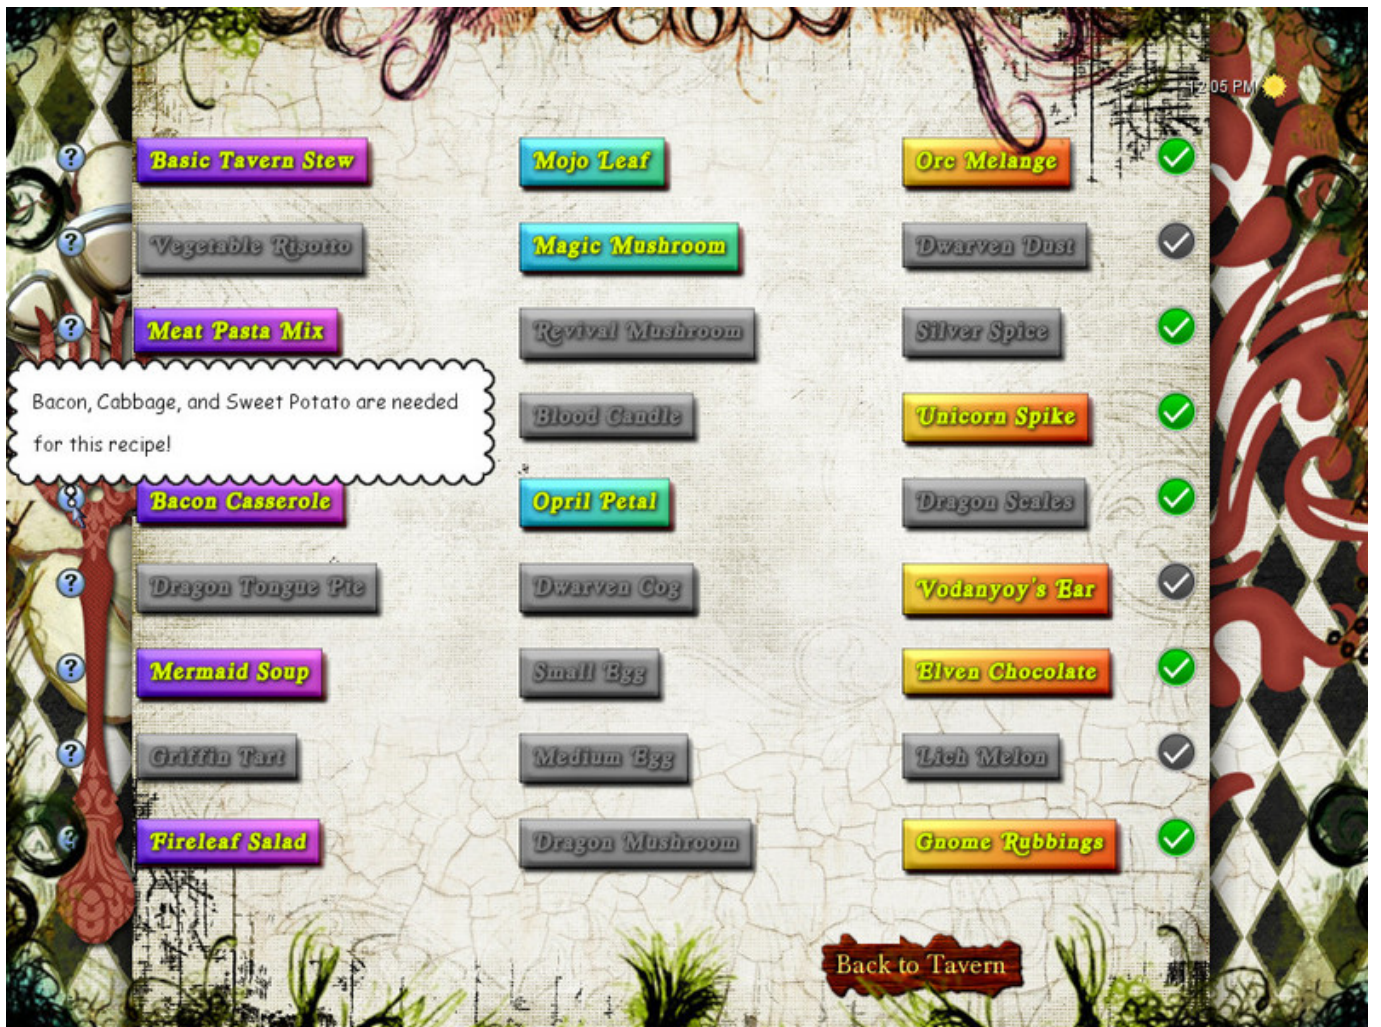 12:05 PM
Basic Tavern Stew
Mojo Leaf
Orc Melange
Vegetable Risotto
Magic Mushroom
Dwarven Dust
Meat Pasta Mix
Revival Mushroom
Silver Spice
Bacon, Cabbage, and Sweet Potato are needed
for this recipe!
Blood Candle
Unicorn Spike
Bacon Casserole
Opril Petal
Dragon Scales
Dragon Tongue Pie
Dwarven Cog
Vodanyoy's Ear
Mermaid Soup
Small Egg
Elven Chocolate
Griffin Tart
Medium Egg
Lich Melon
Fireleaf Salad
Dragon Mushroom
Gnome Rubbings
Back to Tavern